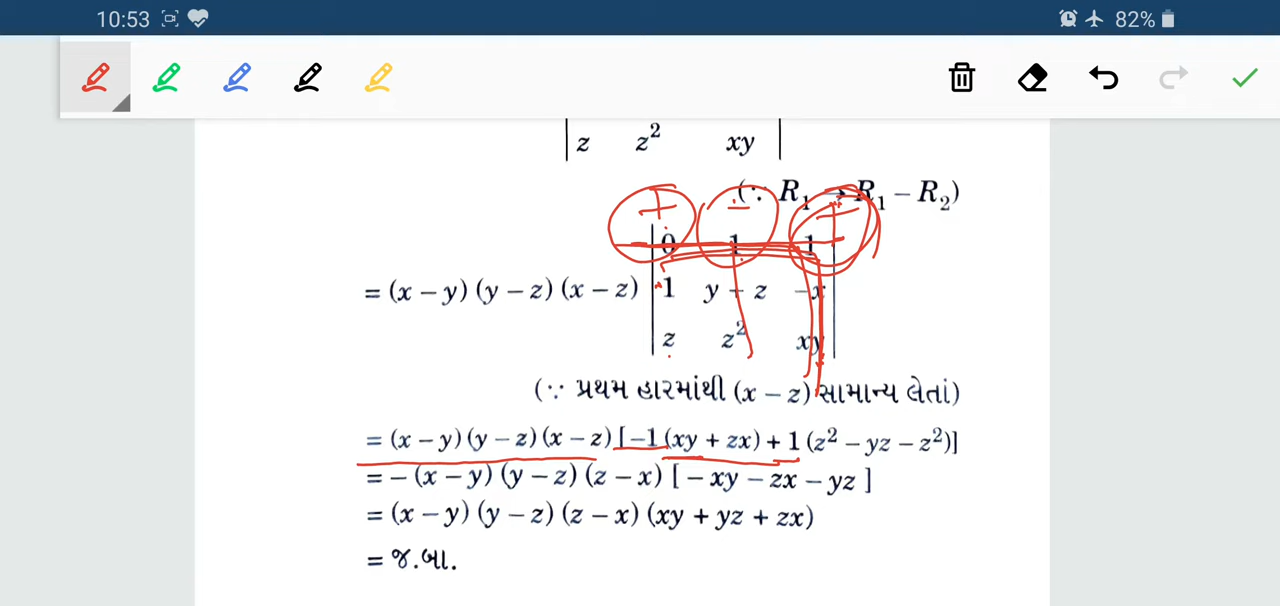 10:53 82%
z z² xy
(∵ R₁ → R₁ – R₂)
+ – +
0 1 1
= (x – y) (y – z) (x – z) 1 y + z – x
z z² xy
(∵ પ્રથમ હારમાંથી (x – z) સામાન્ય લેતાં)
= (x – y) (y – z) (x – z) [–1 (xy + zx) + 1 (z² – yz – z²)]
= – (x – y) (y – z) (z – x) [ – xy – zx – yz ]
= (x – y) (y – z) (z – x) (xy + yz + zx)
= જ.બા.